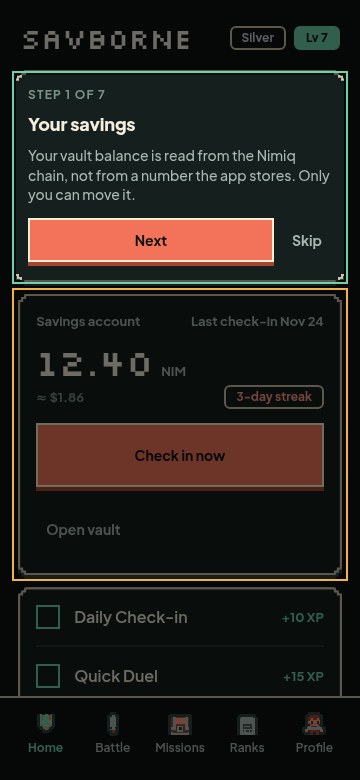 SAVBORNE
Silver
Lv 7
STEP 1 OF 7
Your savings
Your vault balance is read from the Nimiq
chain, not from a number the app stores. Only
you can move it.
Next
Skip
Savings account
Last check-in Nov 24
12.40 NIM
≈ $1.86
3-day streak
Check in now
Open vault
Daily Check-in
+10 XP
Quick Duel
+15 XP
Home
Battle
Missions
Ranks
Profile